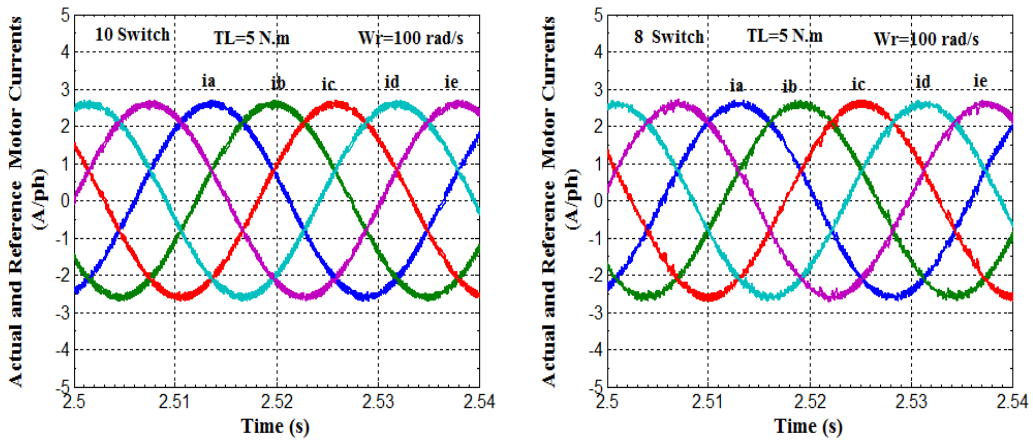 10 Switch
TL=5 N.m
Wr=100 rad/s
ia
ib
ic
id
ie
5
4
3
2
1
0
-1
-2
-3
-4
-5
2.5
2.51
2.52
2.53
2.54
Time (s)
Actual and Reference Motor Currents
(A/ph)
8 Switch
TL=5 N.m
Wr=100 rad/s
ia
ib
ic
id
ie
5
4
3
2
1
0
-1
-2
-3
-4
-5
2.5
2.51
2.52
2.53
2.54
Time (s)
Actual and Reference Motor Currents
(A/ph)